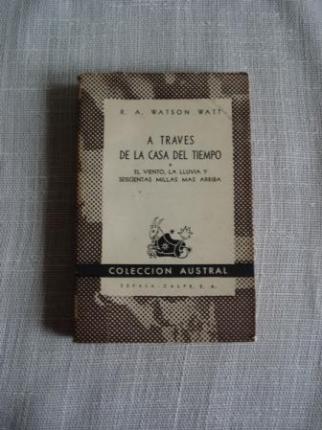 R. A. WATSON WATT
A TRAVES
DE LA CASA DEL TIEMPO
EL VIENTO, LA LLUVIA Y
SEISCIENTAS MILLAS MAS ARRIBA
COLECCION AUSTRAL
ESPASA-CALPE, S. A.